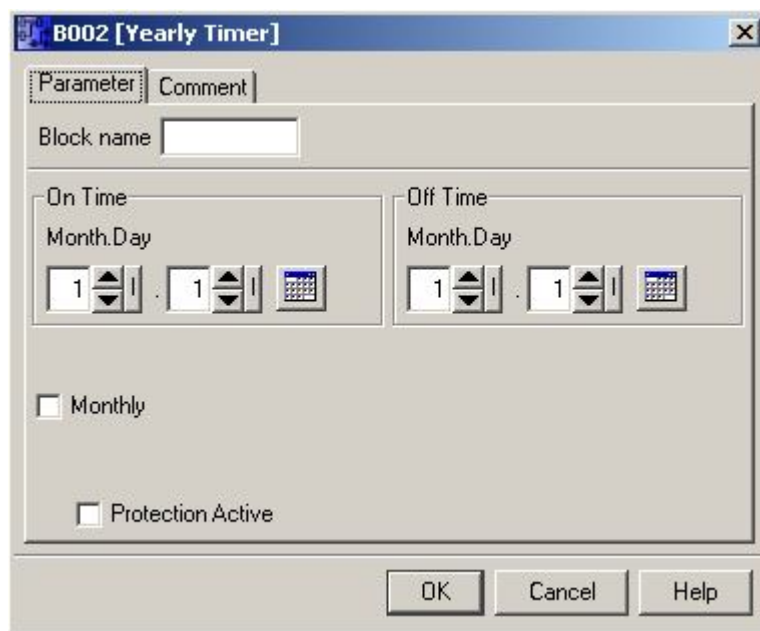 B002 [Yearly Timer]
Parameter Comment
Block name
On Time Off Time
Month.Day Month.Day
1 . 1 1 . 1
Monthly
Protection Active
OK Cancel Help